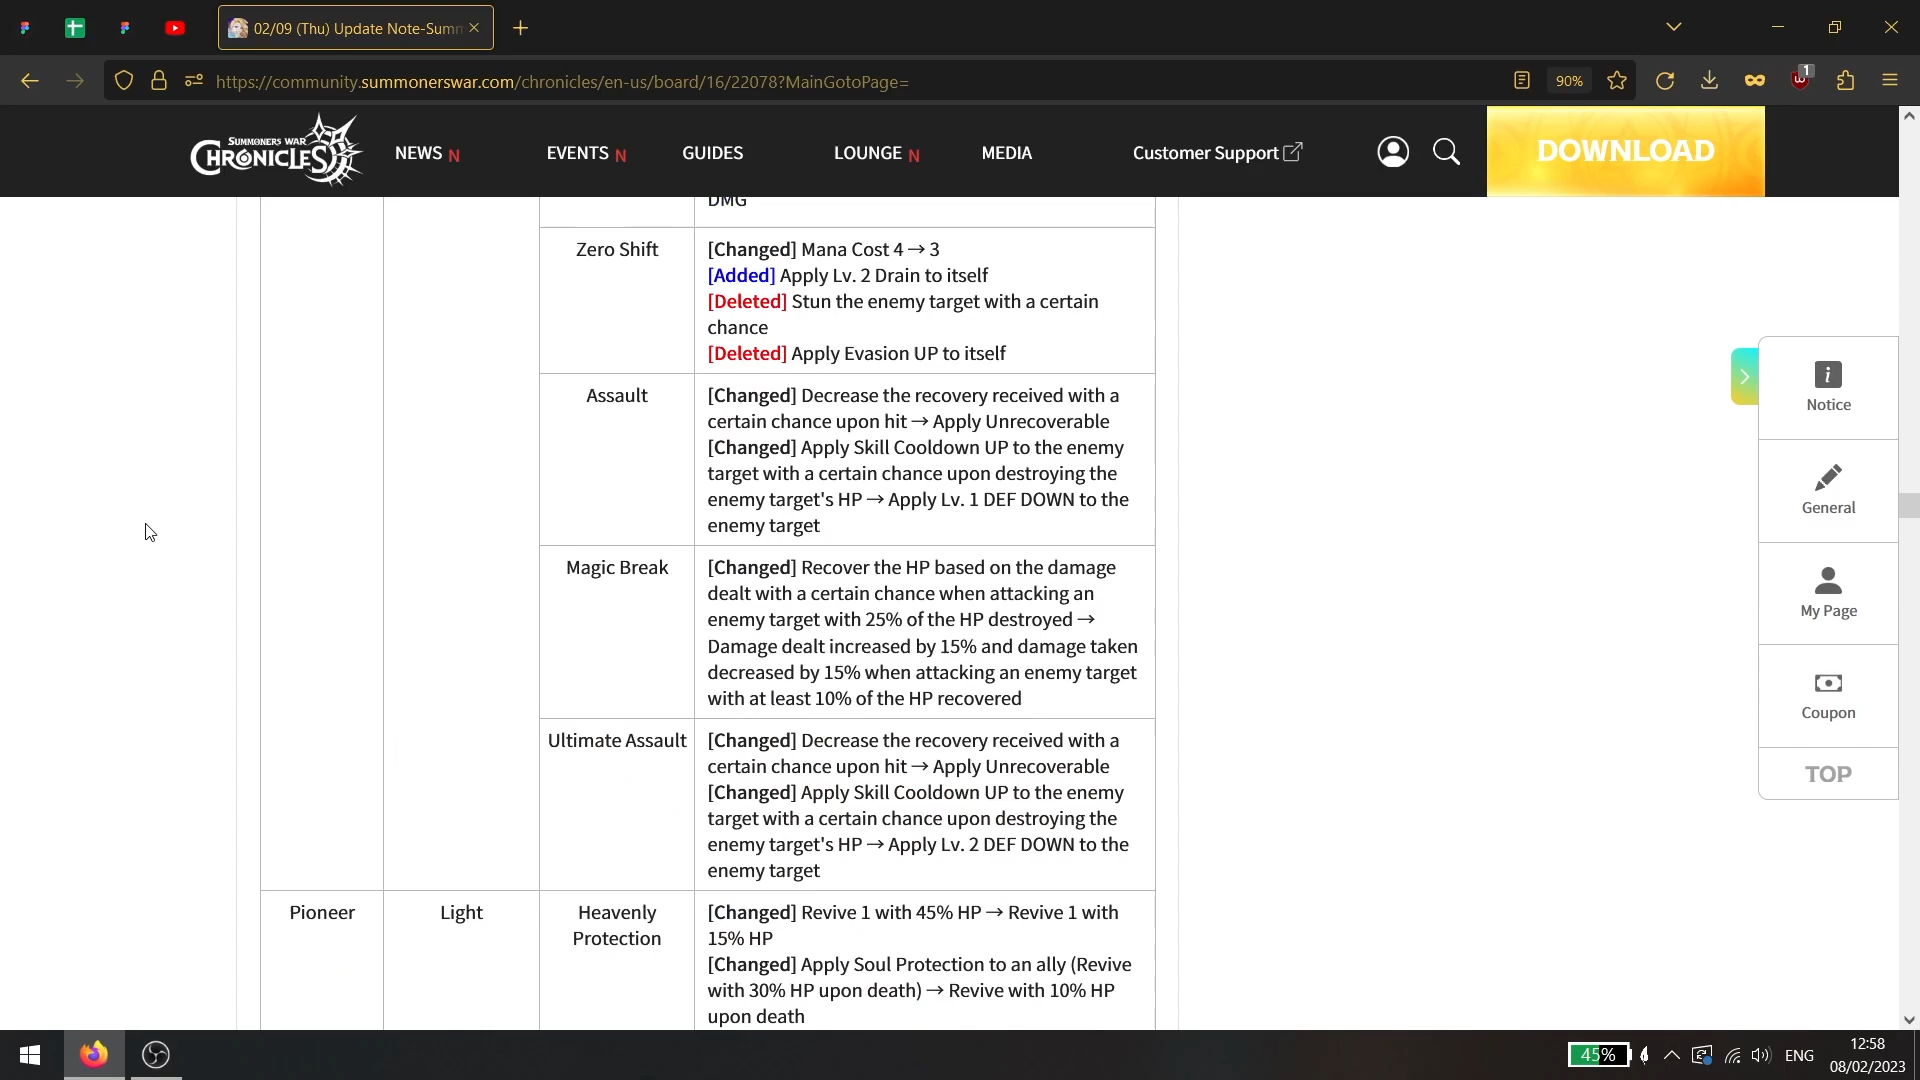 02/09 (Thu) Update Note-Summ
https://community.summonerswar.com/chronicles/en-us/board/16/22078?MainGotoPage=
90%
1
SUMMONERS WAR
CHRONICLES
NEWS N
EVENTS N
GUIDES
LOUNGE N
MEDIA
Customer Support
DOWNLOAD
DMG
Zero Shift
[Changed] Mana Cost 4 → 3
[Added] Apply Lv. 2 Drain to itself
[Deleted] Stun the enemy target with a certain
chance
[Deleted] Apply Evasion UP to itself
Assault
[Changed] Decrease the recovery received with a
certain chance upon hit → Apply Unrecoverable
[Changed] Apply Skill Cooldown UP to the enemy
target with a certain chance upon destroying the
enemy target's HP → Apply Lv. 1 DEF DOWN to the
enemy target
Magic Break
[Changed] Recover the HP based on the damage
dealt with a certain chance when attacking an
enemy target with 25% of the HP destroyed →
Damage dealt increased by 15% and damage taken
decreased by 15% when attacking an enemy target
with at least 10% of the HP recovered
Ultimate Assault
[Changed] Decrease the recovery received with a
certain chance upon hit → Apply Unrecoverable
[Changed] Apply Skill Cooldown UP to the enemy
target with a certain chance upon destroying the
enemy target's HP → Apply Lv. 2 DEF DOWN to the
enemy target
Pioneer
Light
Heavenly
Protection
[Changed] Revive 1 with 45% HP → Revive 1 with
15% HP
[Changed] Apply Soul Protection to an ally (Revive
with 30% HP upon death) → Revive with 10% HP
upon death
Notice
General
My Page
Coupon
TOP
45%
ENG
12:58
08/02/2023